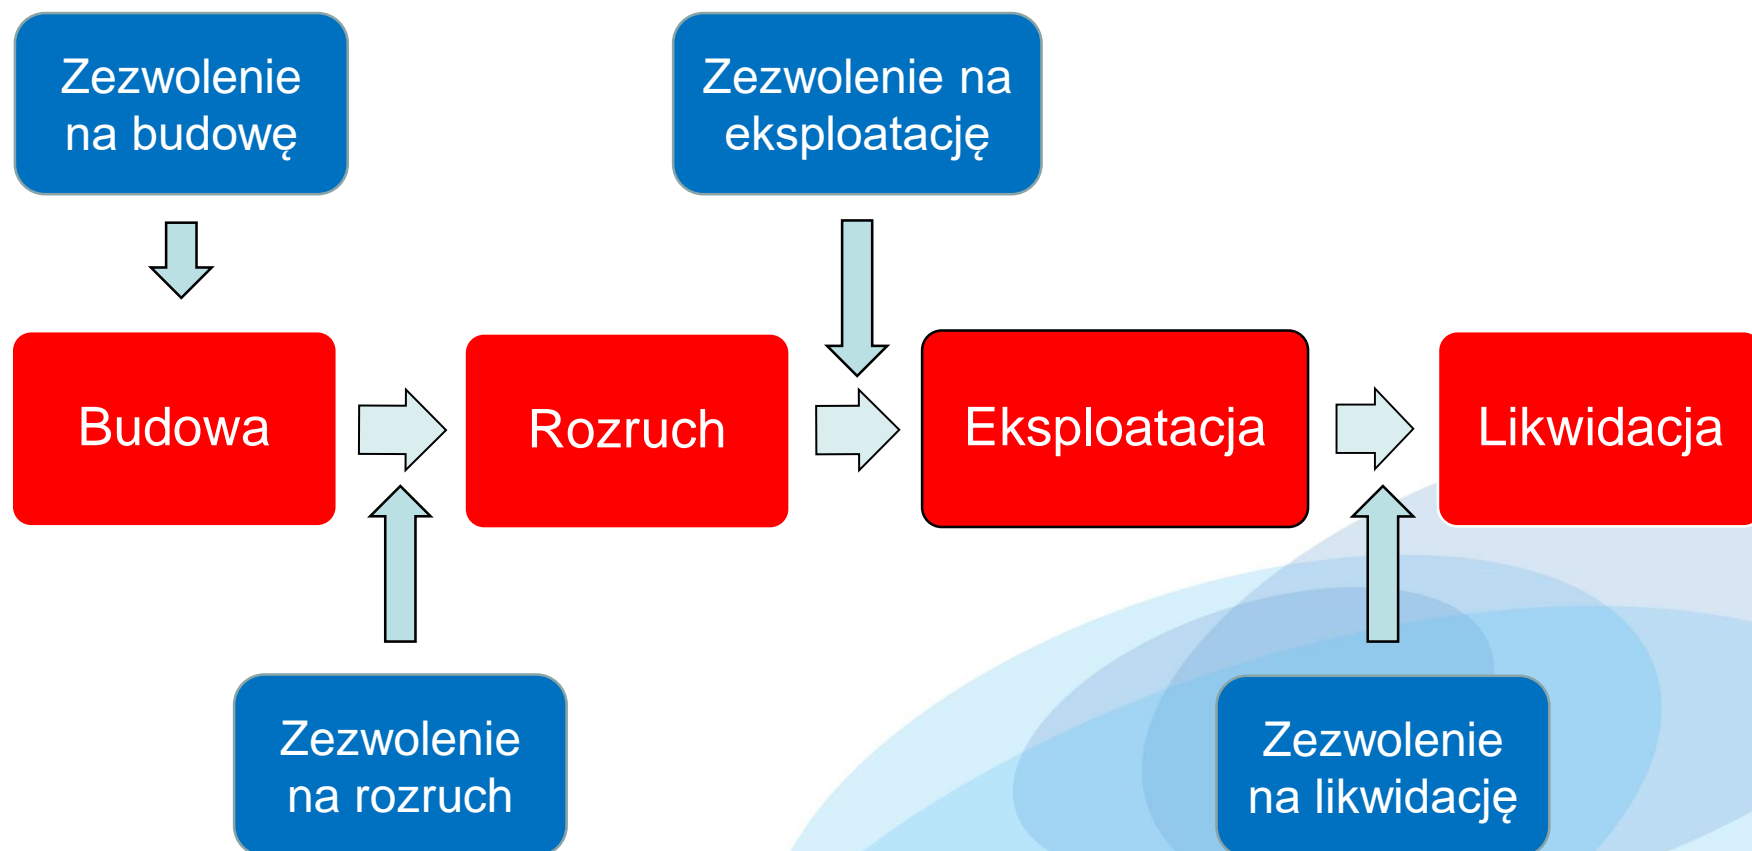 Zezwolenie
na budowę
Zezwolenie na
eksploatację
Budowa
Rozruch
Eksploatacja
Likwidacja
Zezwolenie
na rozruch
Zezwolenie
na likwidację